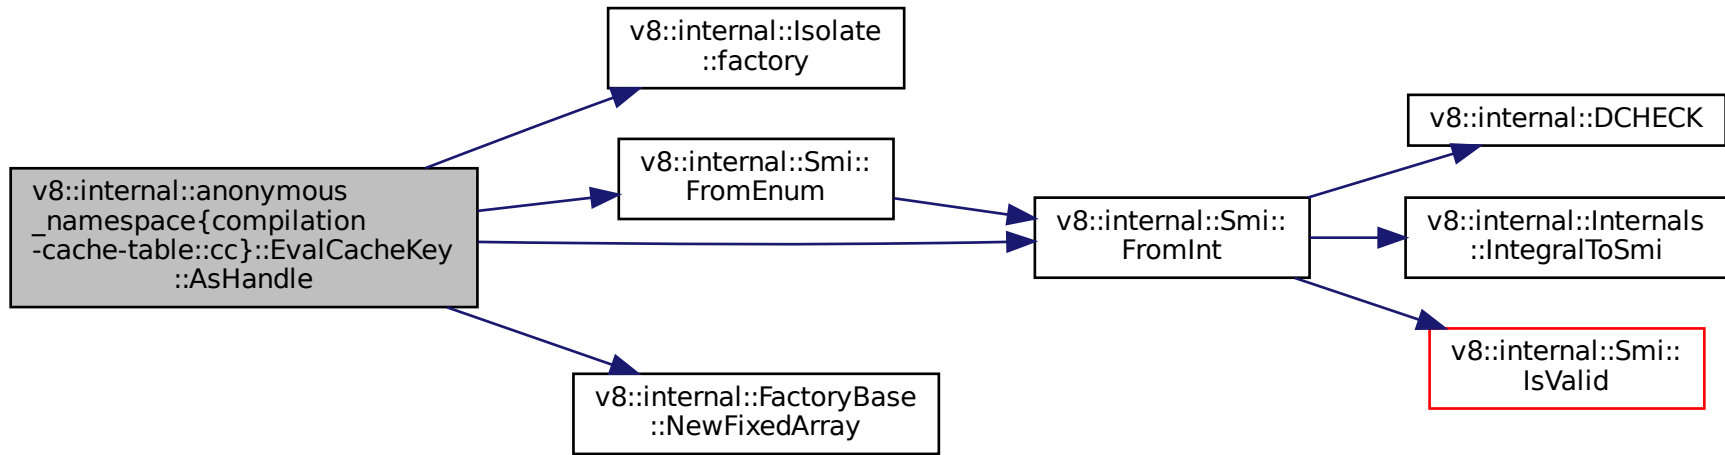 v8::internal::Isolate
::factory
v8::internal::DCHECK
v8::internal::Smi::
FromEnum
v8::internal::anonymous
_namespace{compilation
-cache-table::cc}::EvalCacheKey
::AsHandle
v8::internal::Smi::
FromInt
v8::internal::Internals
::IntegralToSmi
v8::internal::Smi::
IsValid
v8::internal::FactoryBase
::NewFixedArray